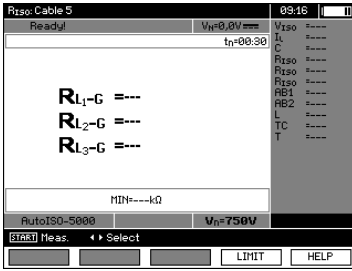 RISO: Cable 5 09:16
Ready! VN=0,0V
tn=00:30
RL1-G =---
RL2-G =---
RL3-G =---
MIN=---kΩ
AutoISO-5000 Un=750V
START Meas. Select
LIMIT HELP
VISO =---
IL =---
C =---
RISO =---
RISO =---
RISO =---
AB1 =---
AB2 =---
L =---
TC =---
T =---